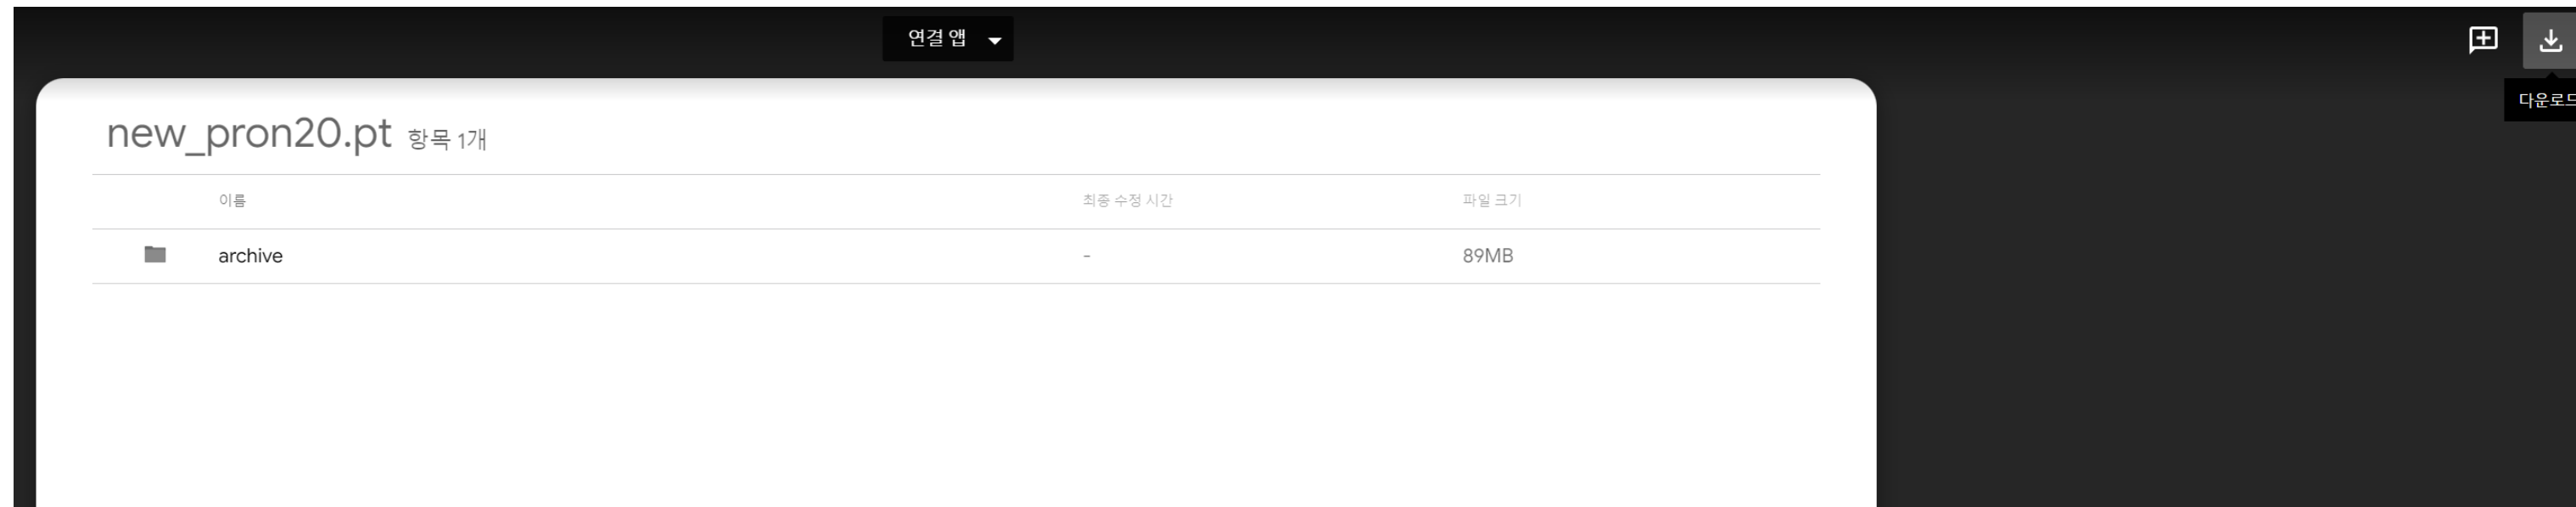 연결 앱
다운로드
new_pron20.pt 항목 1개
이름 최종 수정 시간 파일 크기
archive - 89MB